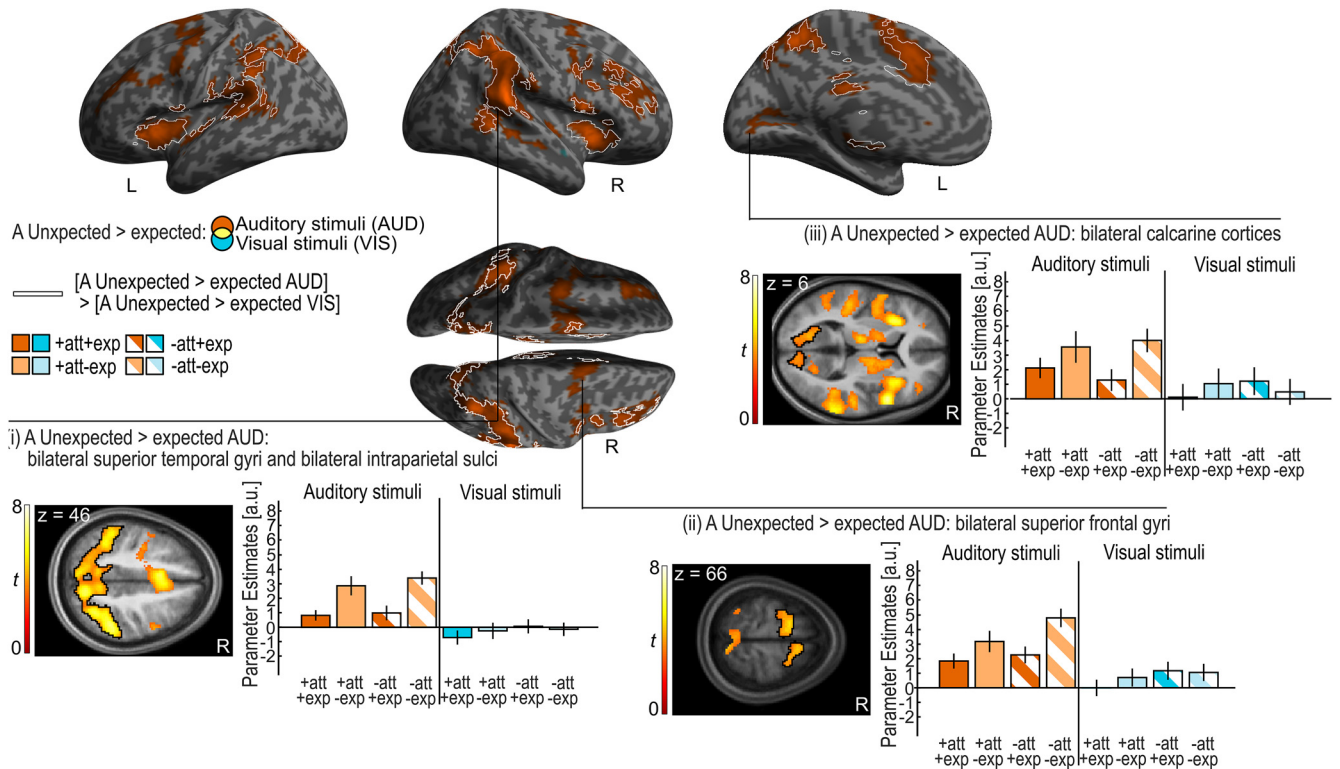 L
R
L
A Unxpected > expected:
Auditory stimuli (AUD)
Visual stimuli (VIS)
[A Unexpected > expected AUD]
> [A Unexpected > expected VIS]
+att+exp
-att+exp
+att-exp
-att-exp
R
(iii) A Unexpected > expected AUD: bilateral calcarine cortices
8
z = 6
t
0
R
Parameter Estimates [a.u.]
Auditory stimuli
Visual stimuli
8
7
6
5
4
3
2
1
0
-2
+att +att -att -att +att +att -att -att
+exp -exp +exp -exp +exp -exp +exp -exp
(i) A Unexpected > expected AUD:
bilateral superior temporal gyri and bilateral intraparietal sulci
8
z = 46
t
0
R
Parameter Estimates [a.u.]
Auditory stimuli
Visual stimuli
8
7
6
5
4
3
2
1
0
-1
-2
+att +att -att -att +att +att -att -att
+exp -exp +exp -exp +exp -exp +exp -exp
(ii) A Unexpected > expected AUD: bilateral superior frontal gyri
8
z = 66
t
0
R
Parameter Estimates [a.u.]
Auditory stimuli
Visual stimuli
8
7
6
5
4
3
2
1
0
-2
+att +att -att -att +att +att -att -att
+exp -exp +exp -exp +exp -exp +exp -exp